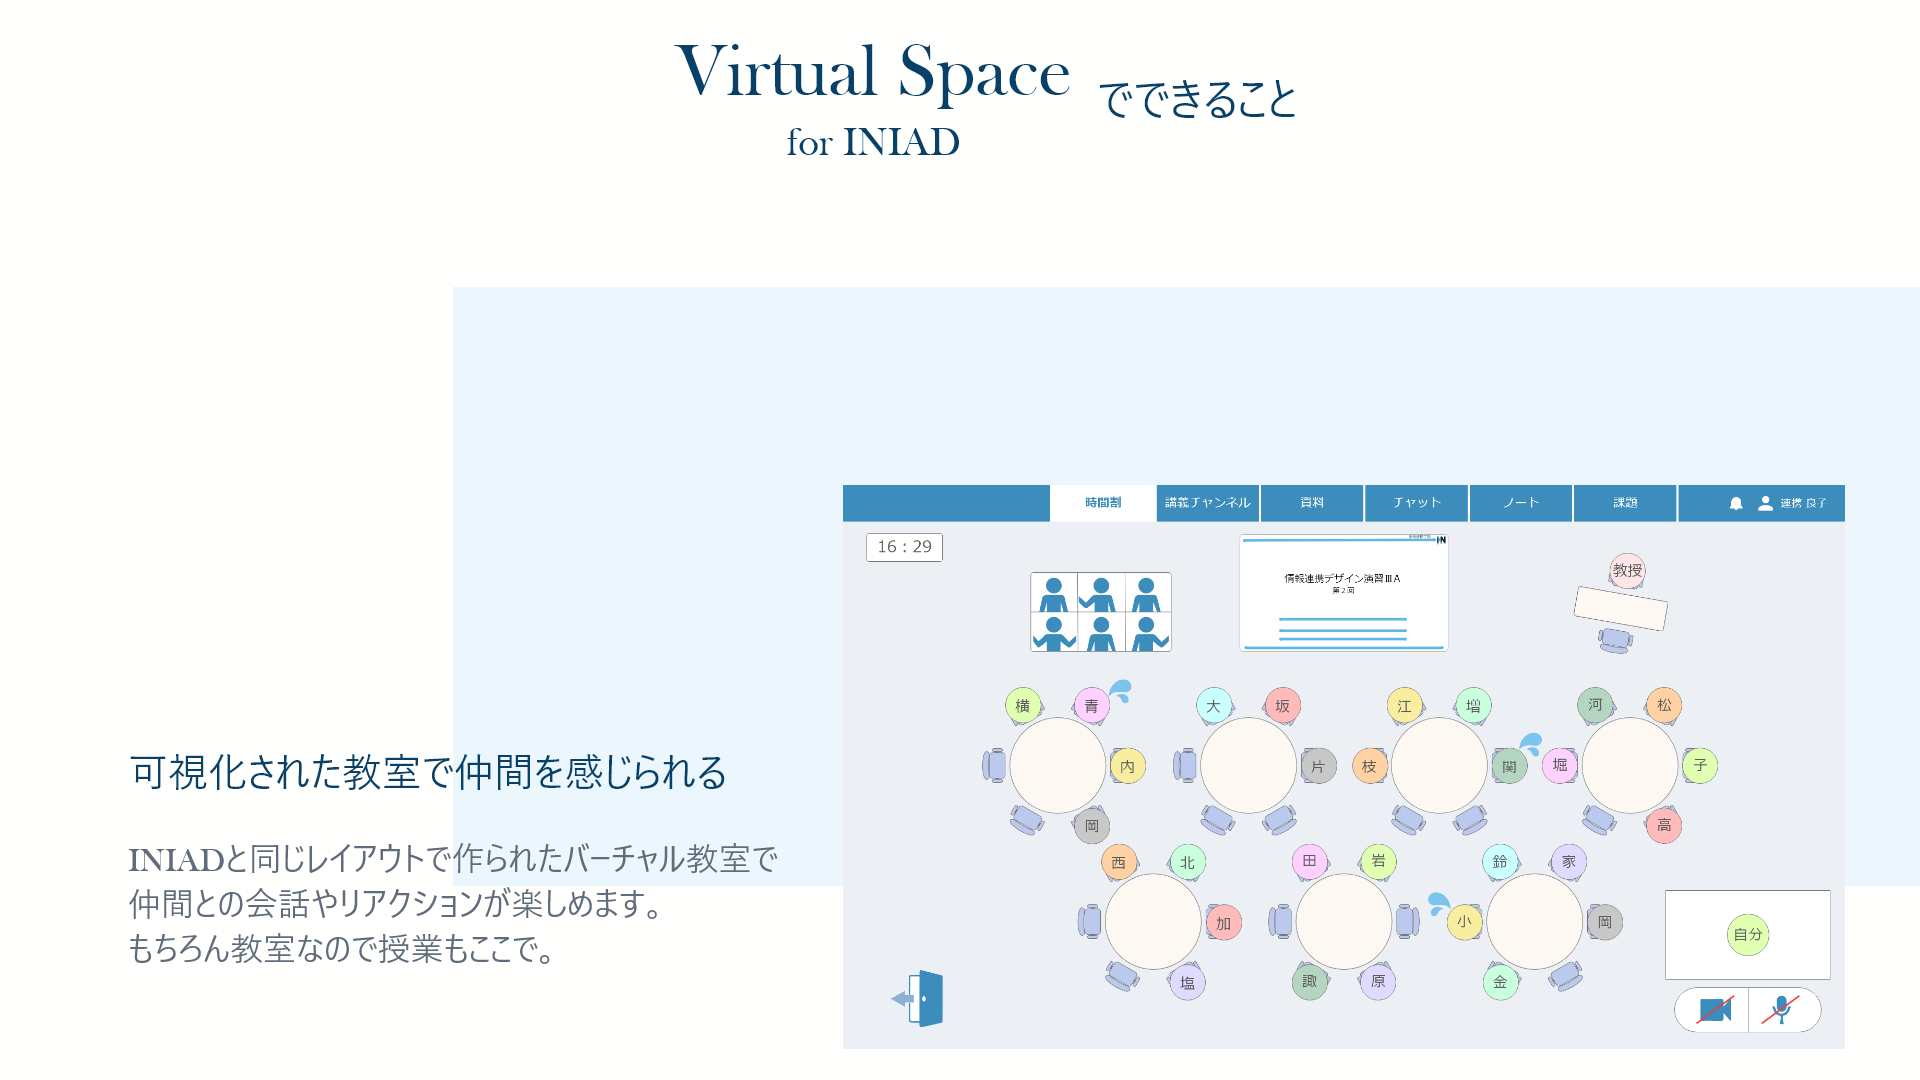 Virtual Space でできること
for INIAD
時間割 講義チャンネル 資料 チャット ノート 課題 連携 良子
16 : 29
IN
情報連携デザイン演習ⅢA
第2回
教授
横 青 大 坂 江 増 河 松
内 片 枝 関 堀 子
岡 高
西 北 田 岩 鈴 家
加 小 岡
塩 諏 原 金
自分
可視化された教室で仲間を感じられる
INIADと同じレイアウトで作られたバーチャル教室で
仲間との会話やリアクションが楽しめます。
もちろん教室なので授業もここで。